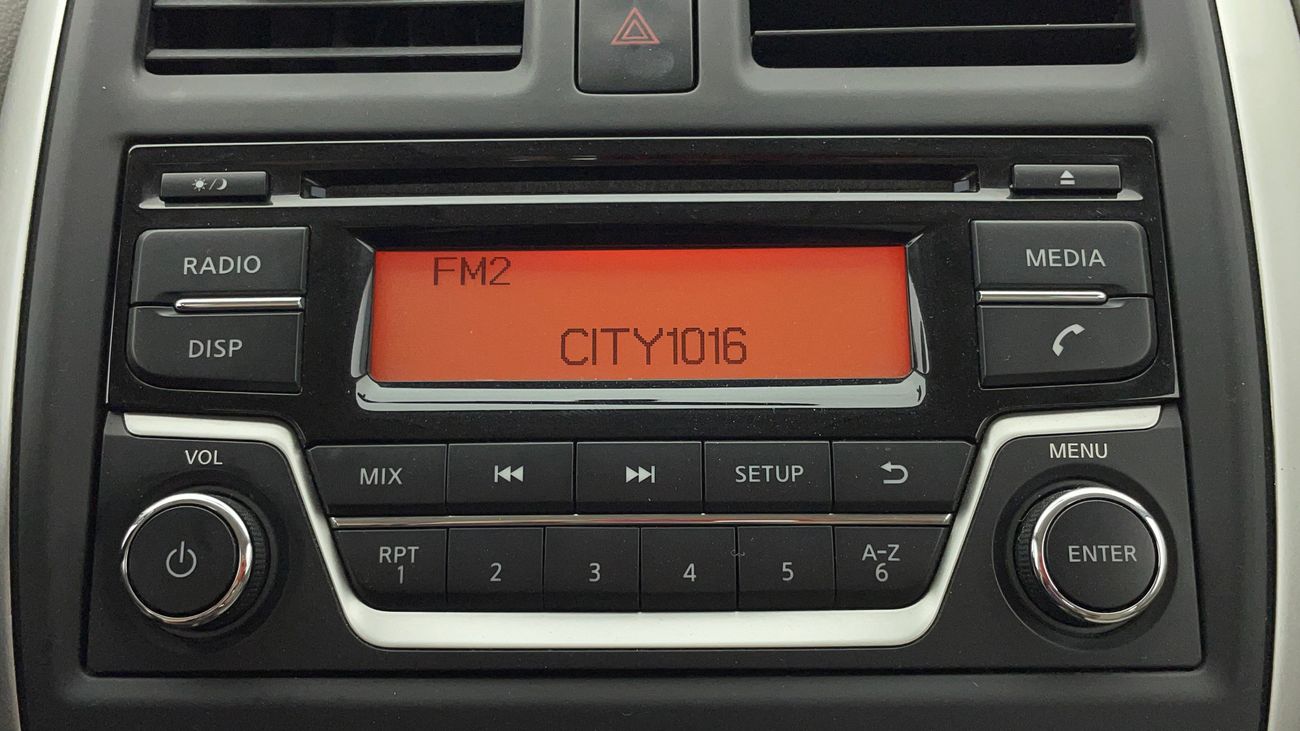 RADIO
FM2
MEDIA
DISP
CITY1016
VOL
MENU
MIX
SETUP
RPT
1
2
3
4
5
A-Z
6
ENTER